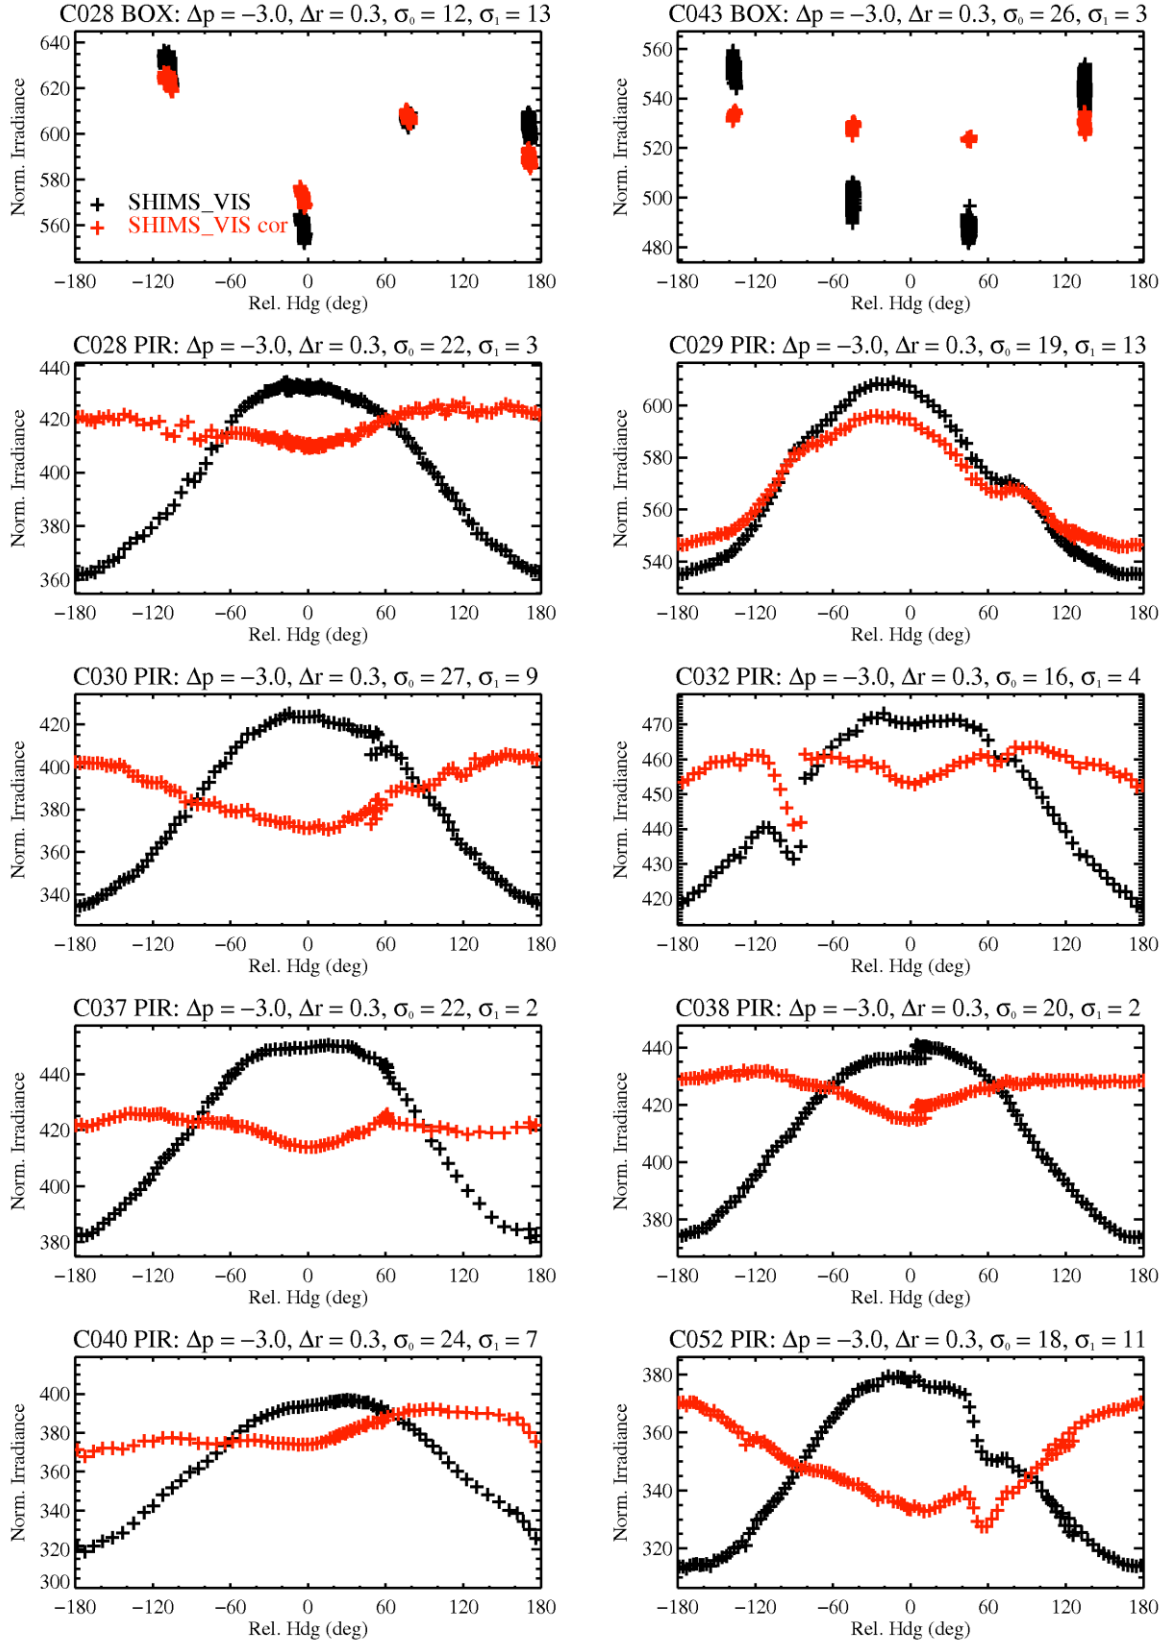 C028 BOX: Δp = −3.0, Δr = 0.3, σ₀ = 12, σ₁ = 13
640
620
600
580
560
Norm. Irradiance
SHIMS_VIS
SHIMS_VIS cor
−180 −120 −60 0 60 120 180
Rel. Hdg (deg)
C043 BOX: Δp = −3.0, Δr = 0.3, σ₀ = 26, σ₁ = 3
560
540
520
500
480
Norm. Irradiance
−180 −120 −60 0 60 120 180
Rel. Hdg (deg)
C028 PIR: Δp = −3.0, Δr = 0.3, σ₀ = 22, σ₁ = 3
440
420
400
380
360
Norm. Irradiance
−180 −120 −60 0 60 120 180
Rel. Hdg (deg)
C029 PIR: Δp = −3.0, Δr = 0.3, σ₀ = 19, σ₁ = 13
600
580
560
540
Norm. Irradiance
−180 −120 −60 0 60 120 180
Rel. Hdg (deg)
C030 PIR: Δp = −3.0, Δr = 0.3, σ₀ = 27, σ₁ = 9
420
400
380
360
340
Norm. Irradiance
−180 −120 −60 0 60 120 180
Rel. Hdg (deg)
C032 PIR: Δp = −3.0, Δr = 0.3, σ₀ = 16, σ₁ = 4
470
460
450
440
430
420
Norm. Irradiance
−180 −120 −60 0 60 120 180
Rel. Hdg (deg)
C037 PIR: Δp = −3.0, Δr = 0.3, σ₀ = 22, σ₁ = 2
440
420
400
380
Norm. Irradiance
−180 −120 −60 0 60 120 180
Rel. Hdg (deg)
C038 PIR: Δp = −3.0, Δr = 0.3, σ₀ = 20, σ₁ = 2
440
420
400
380
Norm. Irradiance
−180 −120 −60 0 60 120 180
Rel. Hdg (deg)
C040 PIR: Δp = −3.0, Δr = 0.3, σ₀ = 24, σ₁ = 7
400
380
360
340
320
300
Norm. Irradiance
−180 −120 −60 0 60 120 180
Rel. Hdg (deg)
C052 PIR: Δp = −3.0, Δr = 0.3, σ₀ = 18, σ₁ = 11
380
360
340
320
Norm. Irradiance
−180 −120 −60 0 60 120 180
Rel. Hdg (deg)